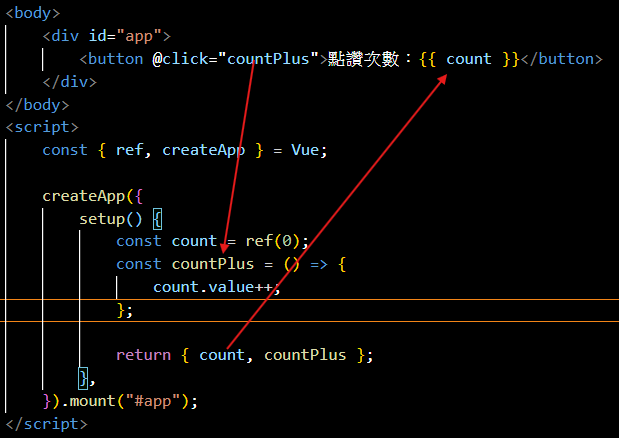 <body>
<div id="app">
<button @click="countPlus">點讚次數：{{ count }}</button>
</div>
</body>
<script>
const { ref, createApp } = Vue;
createApp({
setup() {
const count = ref(0);
const countPlus = () => {
count.value++;
};
return { count, countPlus };
},
}).mount("#app");
</script>